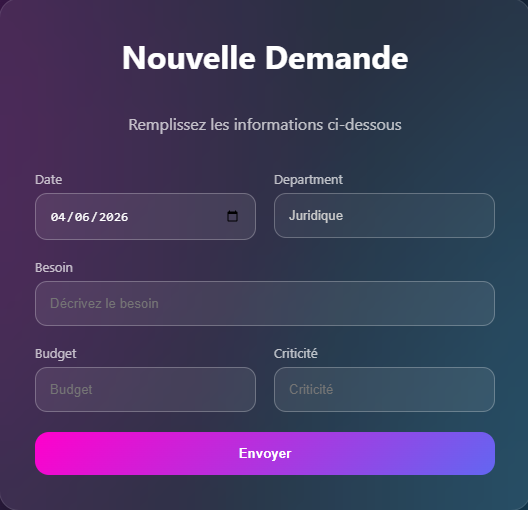 Nouvelle Demande
Remplissez les informations ci-dessous
Date
Department
04/06/2026
Juridique
Besoin
Décrivez le besoin
Budget
Criticité
Budget
Criticité
Envoyer